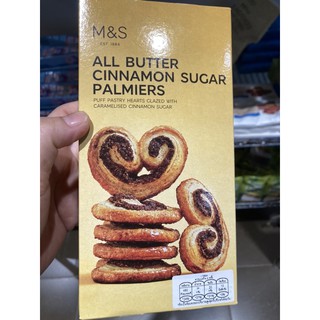 M&S
EST. 1884
ALL BUTTER
CINNAMON SUGAR
PALMIERS
PUFF PASTRY HEARTS GLAZED WITH
CARAMELISED CINNAMON SUGAR